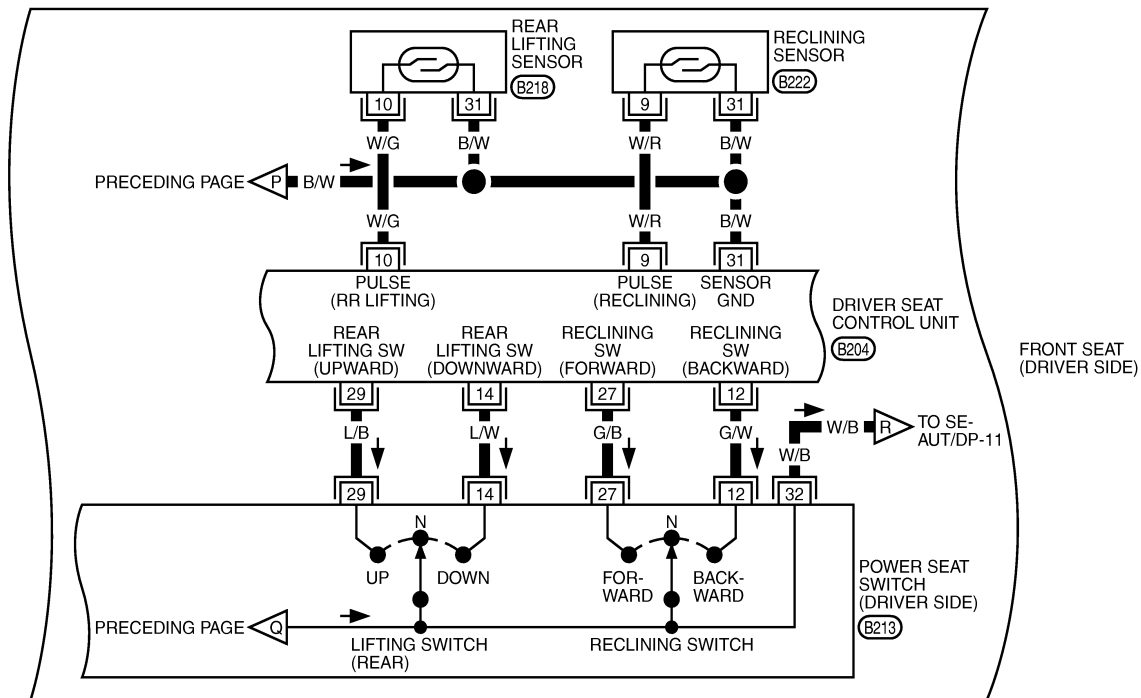 REAR
LIFTING
SENSOR
B218
RECLINING
SENSOR
B222
10
31
9
31
W/G
B/W
W/R
B/W
PRECEDING PAGE
P
B/W
W/G
W/R
B/W
10
9
31
PULSE
(RR LIFTING)
PULSE
(RECLINING)
SENSOR
GND
DRIVER SEAT
CONTROL UNIT
B204
REAR
LIFTING SW
(UPWARD)
REAR
LIFTING SW
(DOWNWARD)
RECLINING
SW
(FORWARD)
RECLINING
SW
(BACKWARD)
FRONT SEAT
(DRIVER SIDE)
29
14
27
12
L/B
L/W
G/B
G/W
W/B
W/B
R
TO SE-
AUT/DP-11
29
14
27
12
32
N
UP
DOWN
N
FOR-
WARD
BACK-
WARD
POWER SEAT
SWITCH
(DRIVER SIDE)
B213
PRECEDING PAGE
Q
LIFTING SWITCH
(REAR)
RECLINING SWITCH